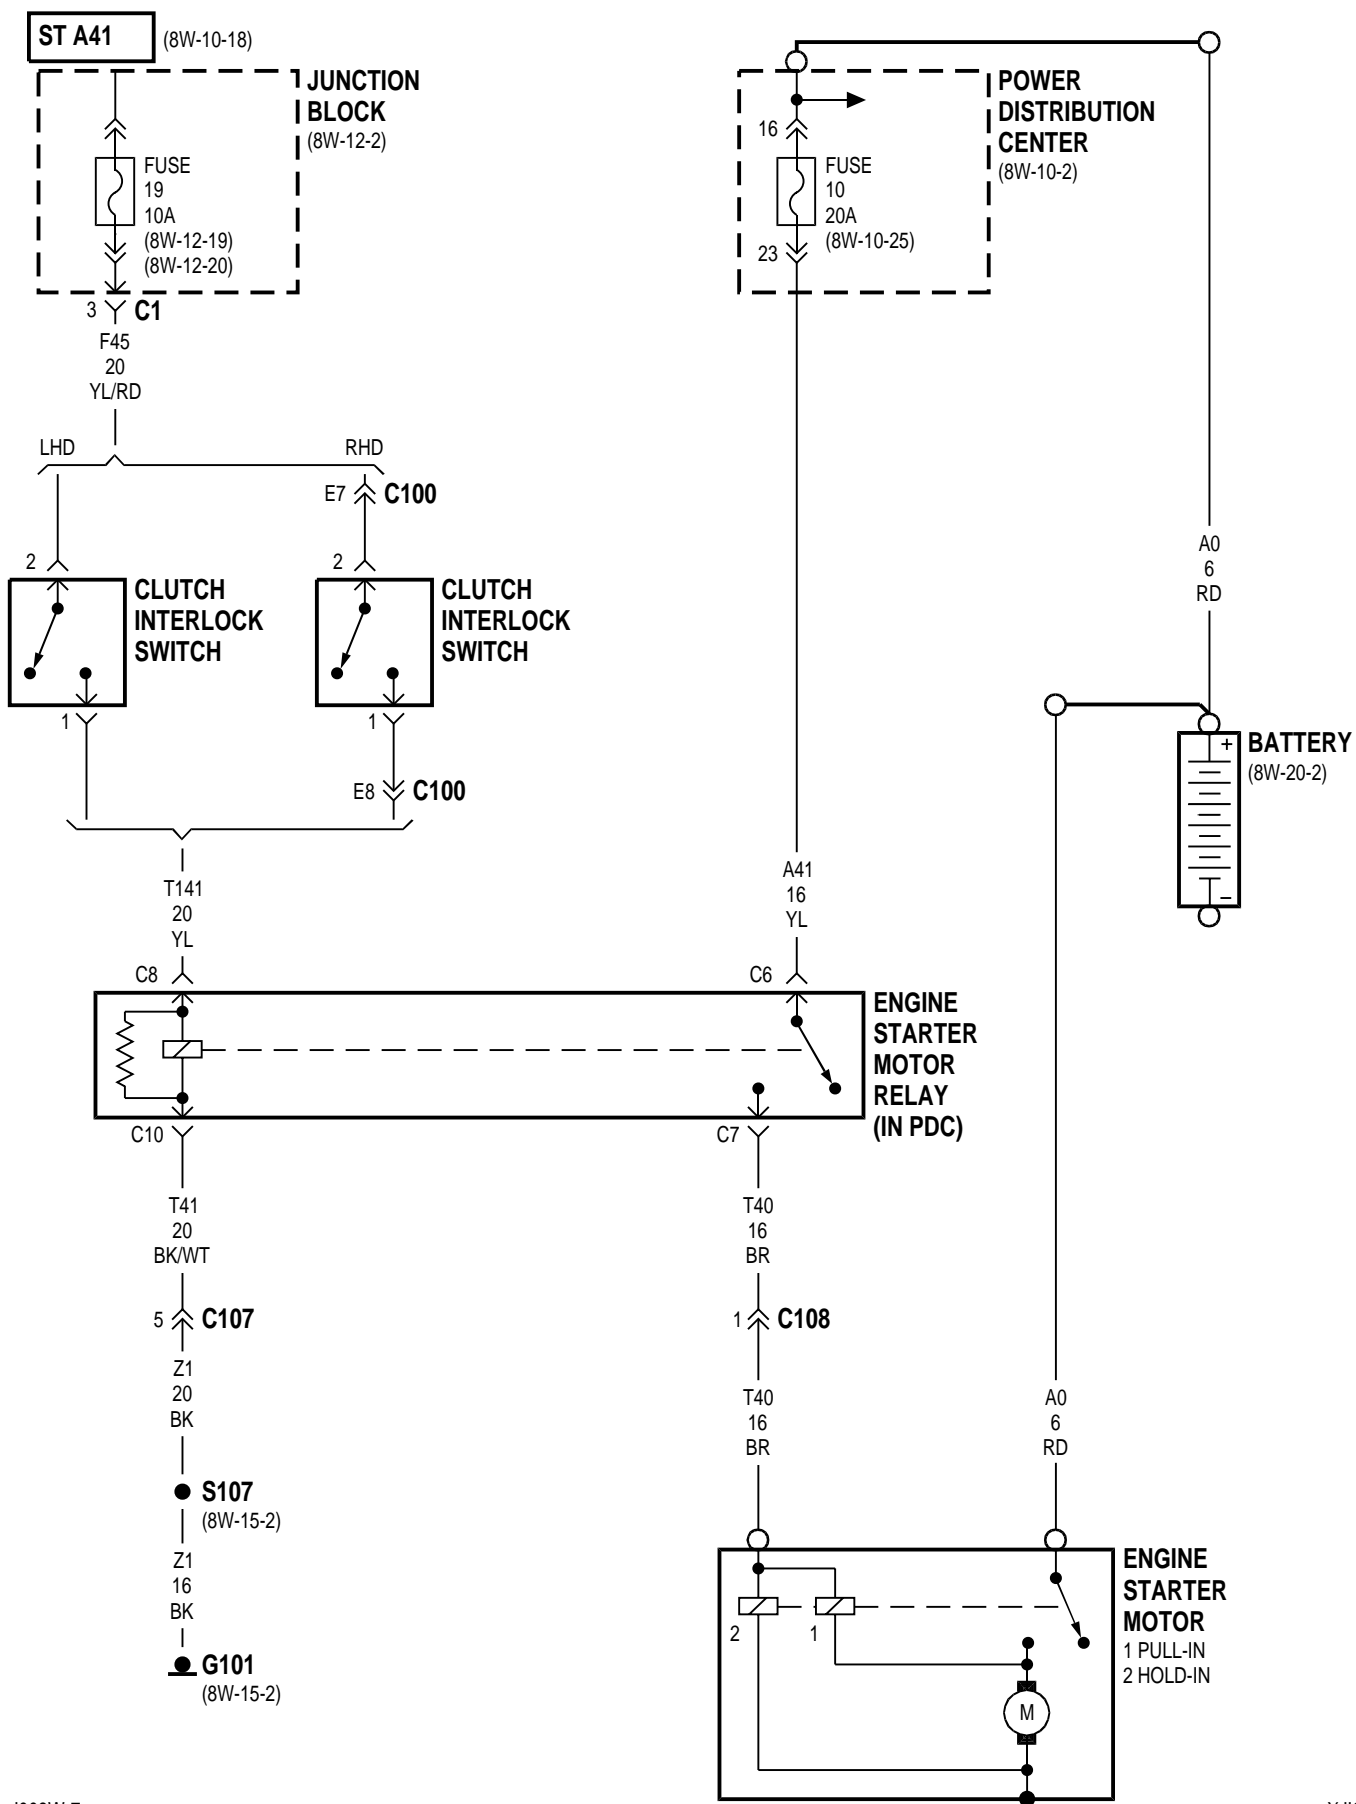 ST A41
(8W-10-18)
JUNCTION
BLOCK
(8W-12-2)
FUSE
19
10A
(8W-12-19)
(8W-12-20)
3
C1
F45
20
YL/RD
LHD
RHD
E7
C100
2
CLUTCH
INTERLOCK
SWITCH
1
2
CLUTCH
INTERLOCK
SWITCH
1
E8
C100
T141
20
YL
C8
POWER
DISTRIBUTION
CENTER
(8W-10-2)
16
FUSE
10
20A
(8W-10-25)
23
A41
16
YL
C6
A0
6
RD
+
BATTERY
(8W-20-2)
–
ENGINE
STARTER
MOTOR
RELAY
(IN PDC)
C10
T41
20
BK/WT
5
C107
Z1
20
BK
S107
(8W-15-2)
Z1
16
BK
G101
(8W-15-2)
C7
T40
16
BR
1
C108
T40
16
BR
A0
6
RD
2
1
M
ENGINE
STARTER
MOTOR
1 PULL-IN
2 HOLD-IN